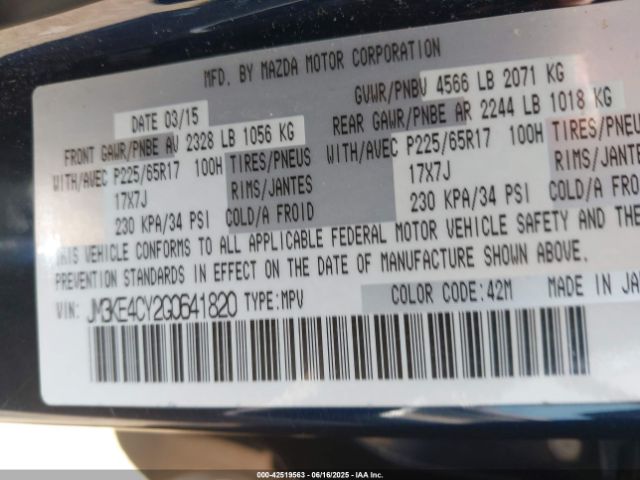 MFD. BY MAZDA MOTOR CORPORATION
DATE 03/15 GVWR/PNBV 4566 LB 2071 KG
FRONT GAWR/PNBE AV 2328 LB 1056 KG REAR GAWR/PNBE AR 2244 LB 1018 KG
WITH/AVEC P225/65R17 100H TIRES/PNEUS WITH/AVEC P225/65R17 100H TIRES/PNEUS
17X7J RIMS/JANTES 17X7J RIMS/JANTES
230 KPA/34 PSI COLD/A FROID 230 KPA/34 PSI COLD/A FROID
THIS VEHICLE CONFORMS TO ALL APPLICABLE FEDERAL MOTOR VEHICLE SAFETY AND THE
PREVENTION STANDARDS IN EFFECT ON THE DATE OF MANUFACTURE SHOWN ABOVE.
VIN: JM3KE4CY2G0641820 TYPE:MPV COLOR CODE:42M MADE IN JA
000-42519563 - 06/16/2025 - IAA Inc.